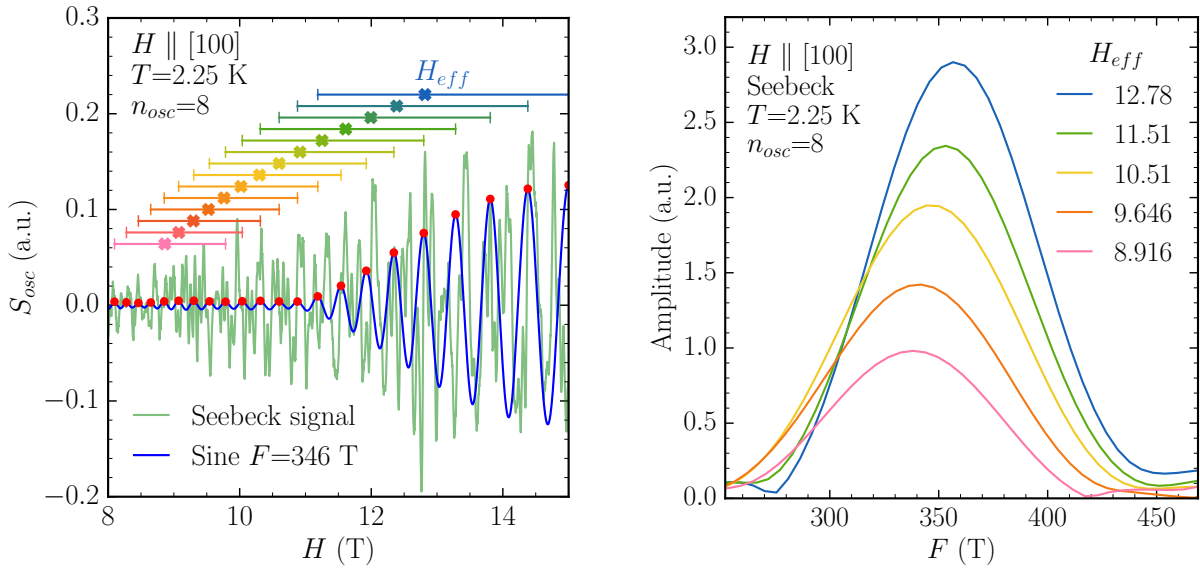 H ∥ [100]
T=2.25 K
n_osc=8
H_eff
S_osc (a.u.)
0.3
0.2
0.1
0.0
−0.1
−0.2
Seebeck signal
Sine F=346 T
8
10
12
14
H (T)
H ∥ [100]
Seebeck
T=2.25 K
n_osc=8
H_eff
12.78
11.51
10.51
9.646
8.916
Amplitude (a.u.)
3.0
2.5
2.0
1.5
1.0
0.5
0.0
300
350
400
450
F (T)